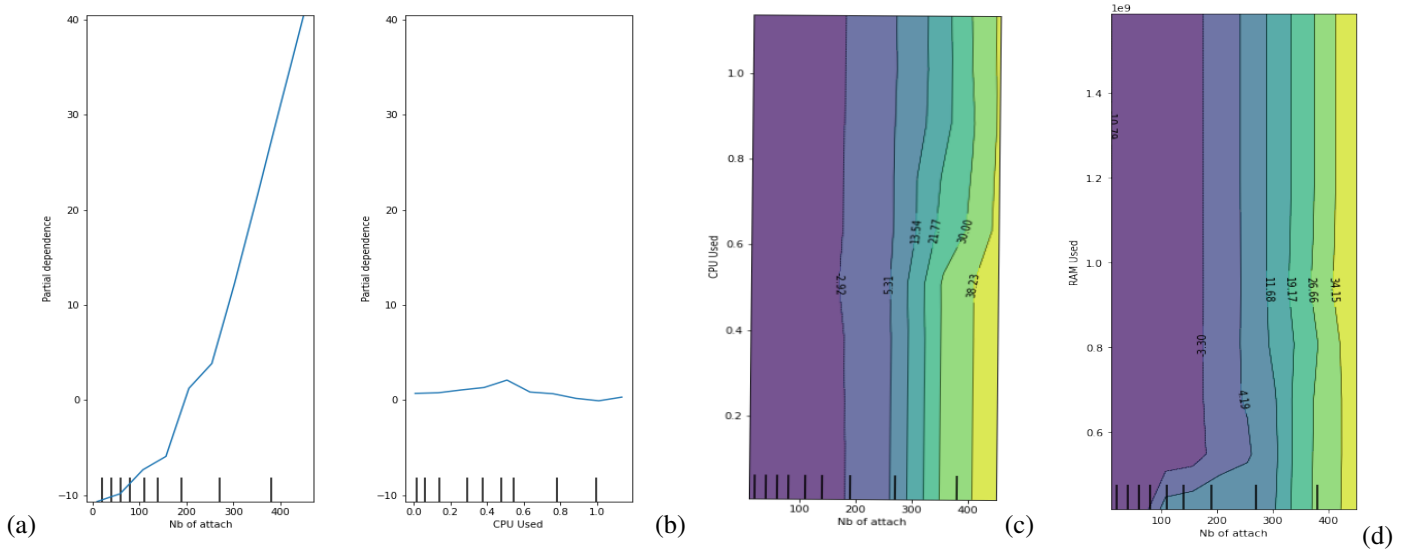 (a)
Partial dependence
40
30
20
10
0
−10
0 100 200 300 400
Nb of attach
(b)
Partial dependence
40
30
20
10
0
−10
0.0 0.2 0.4 0.6 0.8 1.0
CPU Used
(c)
CPU Used
1.0
0.8
0.6
0.4
0.2
-2.92
5.31
13.54
21.77
30.00
38.23
100 200 300 400
Nb of attach
(d)
1e9
RAM Used
1.4
1.2
1.0
0.8
0.6
-3.30
4.19
11.68
19.17
26.66
34.15
100 200 300 400
Nb of attach